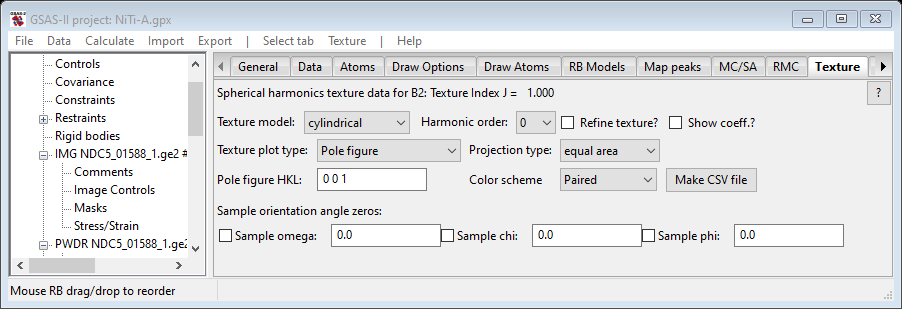 GSAS-II project: NiTi-A.gpx
File Data Calculate Import Export | Select tab Texture | Help
Controls
Covariance
Constraints
Restraints
Rigid bodies
IMG NDC5_01588_1.ge2 #
Comments
Image Controls
Masks
Stress/Strain
PWDR NDC5_01588_1.ge2
General Data Atoms Draw Options Draw Atoms RB Models Map peaks MC/SA RMC Texture
Spherical harmonics texture data for B2: Texture Index J = 1.000 ?
Texture model: cylindrical Harmonic order: 0 Refine texture? Show coeff.?
Texture plot type: Pole figure Projection type: equal area
Pole figure HKL: 0 0 1 Color scheme Paired Make CSV file
Sample orientation angle zeros:
Sample omega: 0.0 Sample chi: 0.0 Sample phi: 0.0
Mouse RB drag/drop to reorder